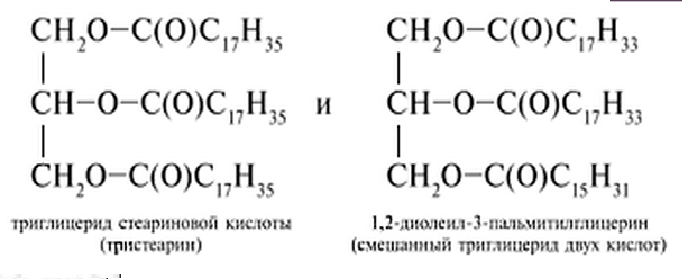 CH₂O–C(O)C₁₇H₃₅ CH₂O–C(O)C₁₇H₃₃
CH–O–C(O)C₁₇H₃₅ и CH–O–C(O)C₁₇H₃₃
CH₂O–C(O)C₁₇H₃₅ CH₂O–C(O)C₁₅H₃₁
триглицерид стеариновой кислоты 1,2-диолеил-3-пальмитилглицерин
(тристеарин) (смешанный триглицерид двух кислот)